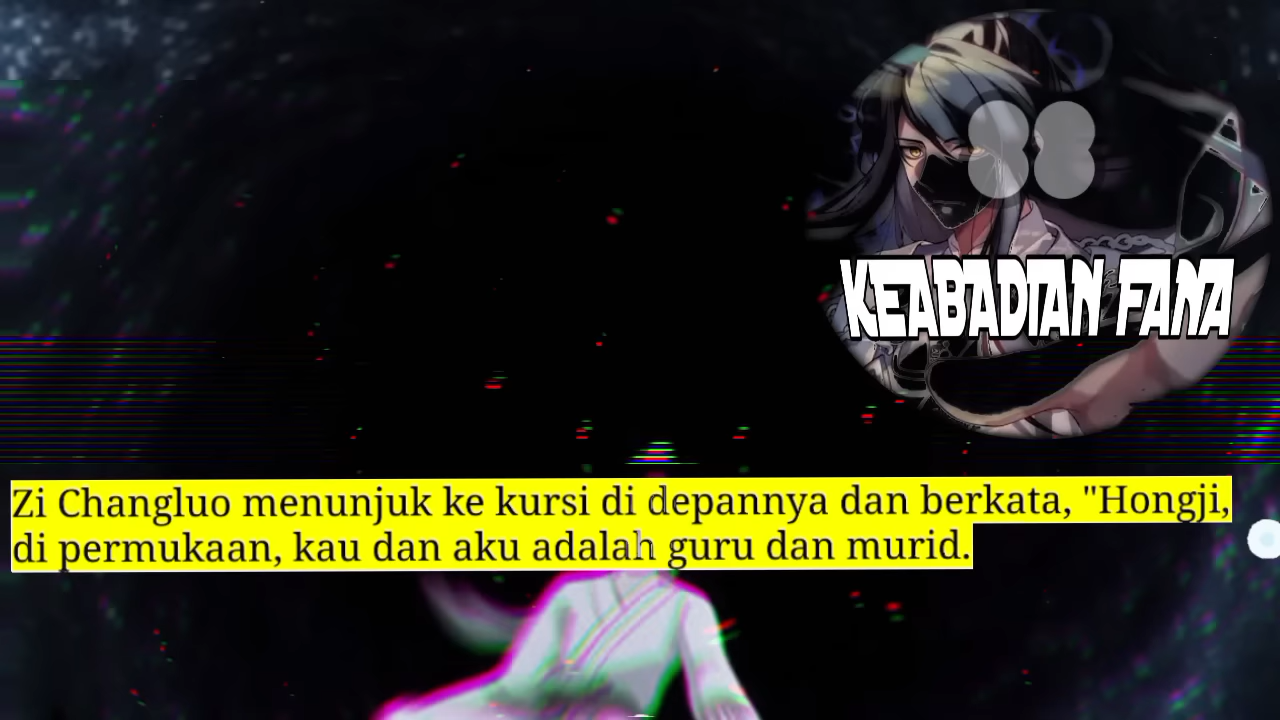 KEABADIAN FANA
Zi Changluo menunjuk ke kursi di depannya dan berkata, "Hongji,
di permukaan, kau dan aku adalah guru dan murid.